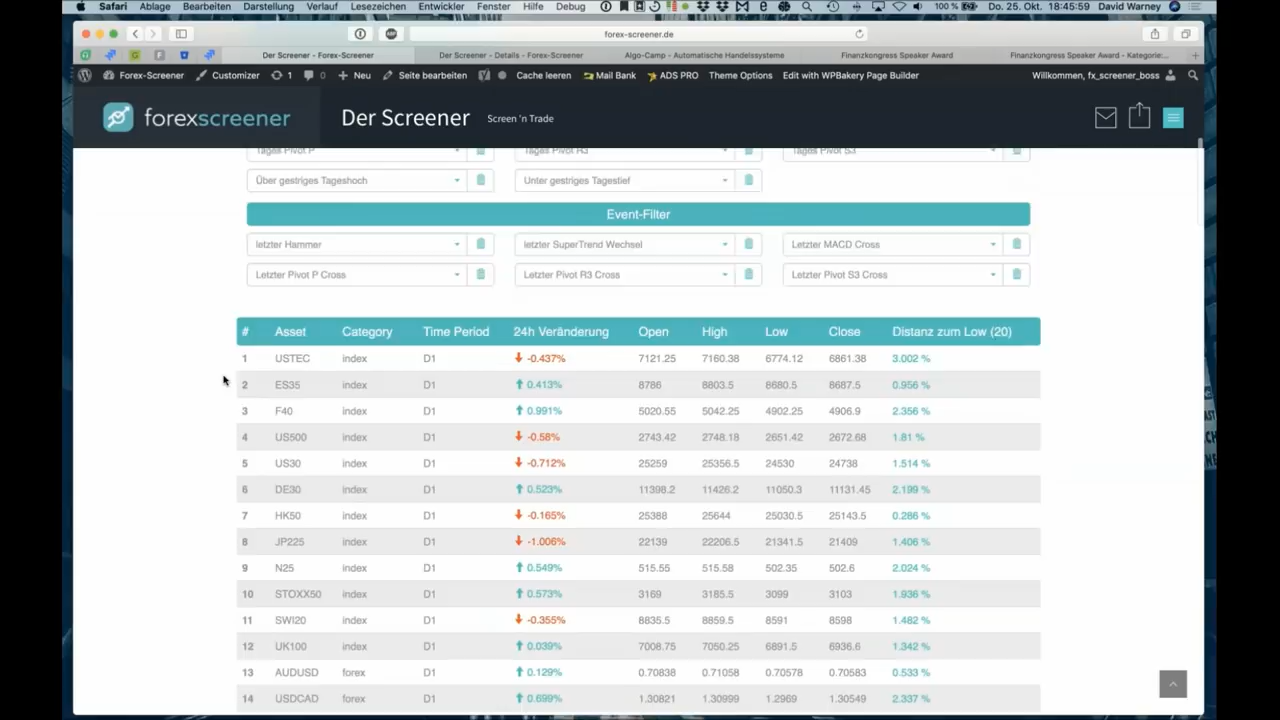 Safari Ablage Bearbeiten Darstellung Verlauf Lesezeichen Entwickler Fenster Hilfe Debug 100 % Do. 25. Okt. 18:45:59 David Warney
forex-screener.de
Der Screener - Forex-Screener Der Screener - Details - Forex-Screener Algo-Camp - Automatische Handelssysteme Finanzkongress Speaker Award Finanzkongress Speaker Award - Kategorie:...
Forex-Screener Customizer 1 0 Neu Seite bearbeiten Cache leeren Mail Bank ADS PRO Theme Options Edit with WPBakery Page Builder Willkommen, fx_screener_boss
forexscreener Der Screener Screen 'n Trade
Tages Pivot P Tages Pivot R3 Tages Pivot S3
Über gestriges Tageshoch Unter gestriges Tagestief
Event-Filter
letzter Hammer letzter SuperTrend Wechsel Letzter MACD Cross
Letzter Pivot P Cross Letzter Pivot R3 Cross Letzter Pivot S3 Cross
# Asset Category Time Period 24h Veränderung Open High Low Close Distanz zum Low (20)
1 USTEC index D1 -0.437% 7121.25 7160.38 6774.12 6861.38 3.002 %
2 ES35 index D1 0.413% 8786 8803.5 8680.5 8687.5 0.956 %
3 F40 index D1 0.991% 5020.55 5042.25 4902.25 4906.9 2.356 %
4 US500 index D1 -0.58% 2743.42 2748.18 2651.42 2672.68 1.81 %
5 US30 index D1 -0.712% 25259 25356.5 24530 24738 1.514 %
6 DE30 index D1 0.523% 11398.2 11426.2 11050.3 11131.45 2.199 %
7 HK50 index D1 -0.165% 25388 25644 25030.5 25143.5 0.286 %
8 JP225 index D1 -1.006% 22139 22206.5 21341.5 21409 1.406 %
9 N25 index D1 0.549% 515.55 515.58 502.35 502.6 2.024 %
10 STOXX50 index D1 0.573% 3169 3185.5 3099 3103 1.936 %
11 SWI20 index D1 -0.355% 8835.5 8859.5 8591 8598 1.482 %
12 UK100 index D1 0.039% 7008.75 7050.25 6891.5 6936.6 1.342 %
13 AUDUSD forex D1 0.129% 0.70838 0.71058 0.70578 0.70583 0.533 %
14 USDCAD forex D1 0.699% 1.30821 1.30999 1.2969 1.30549 2.337 %